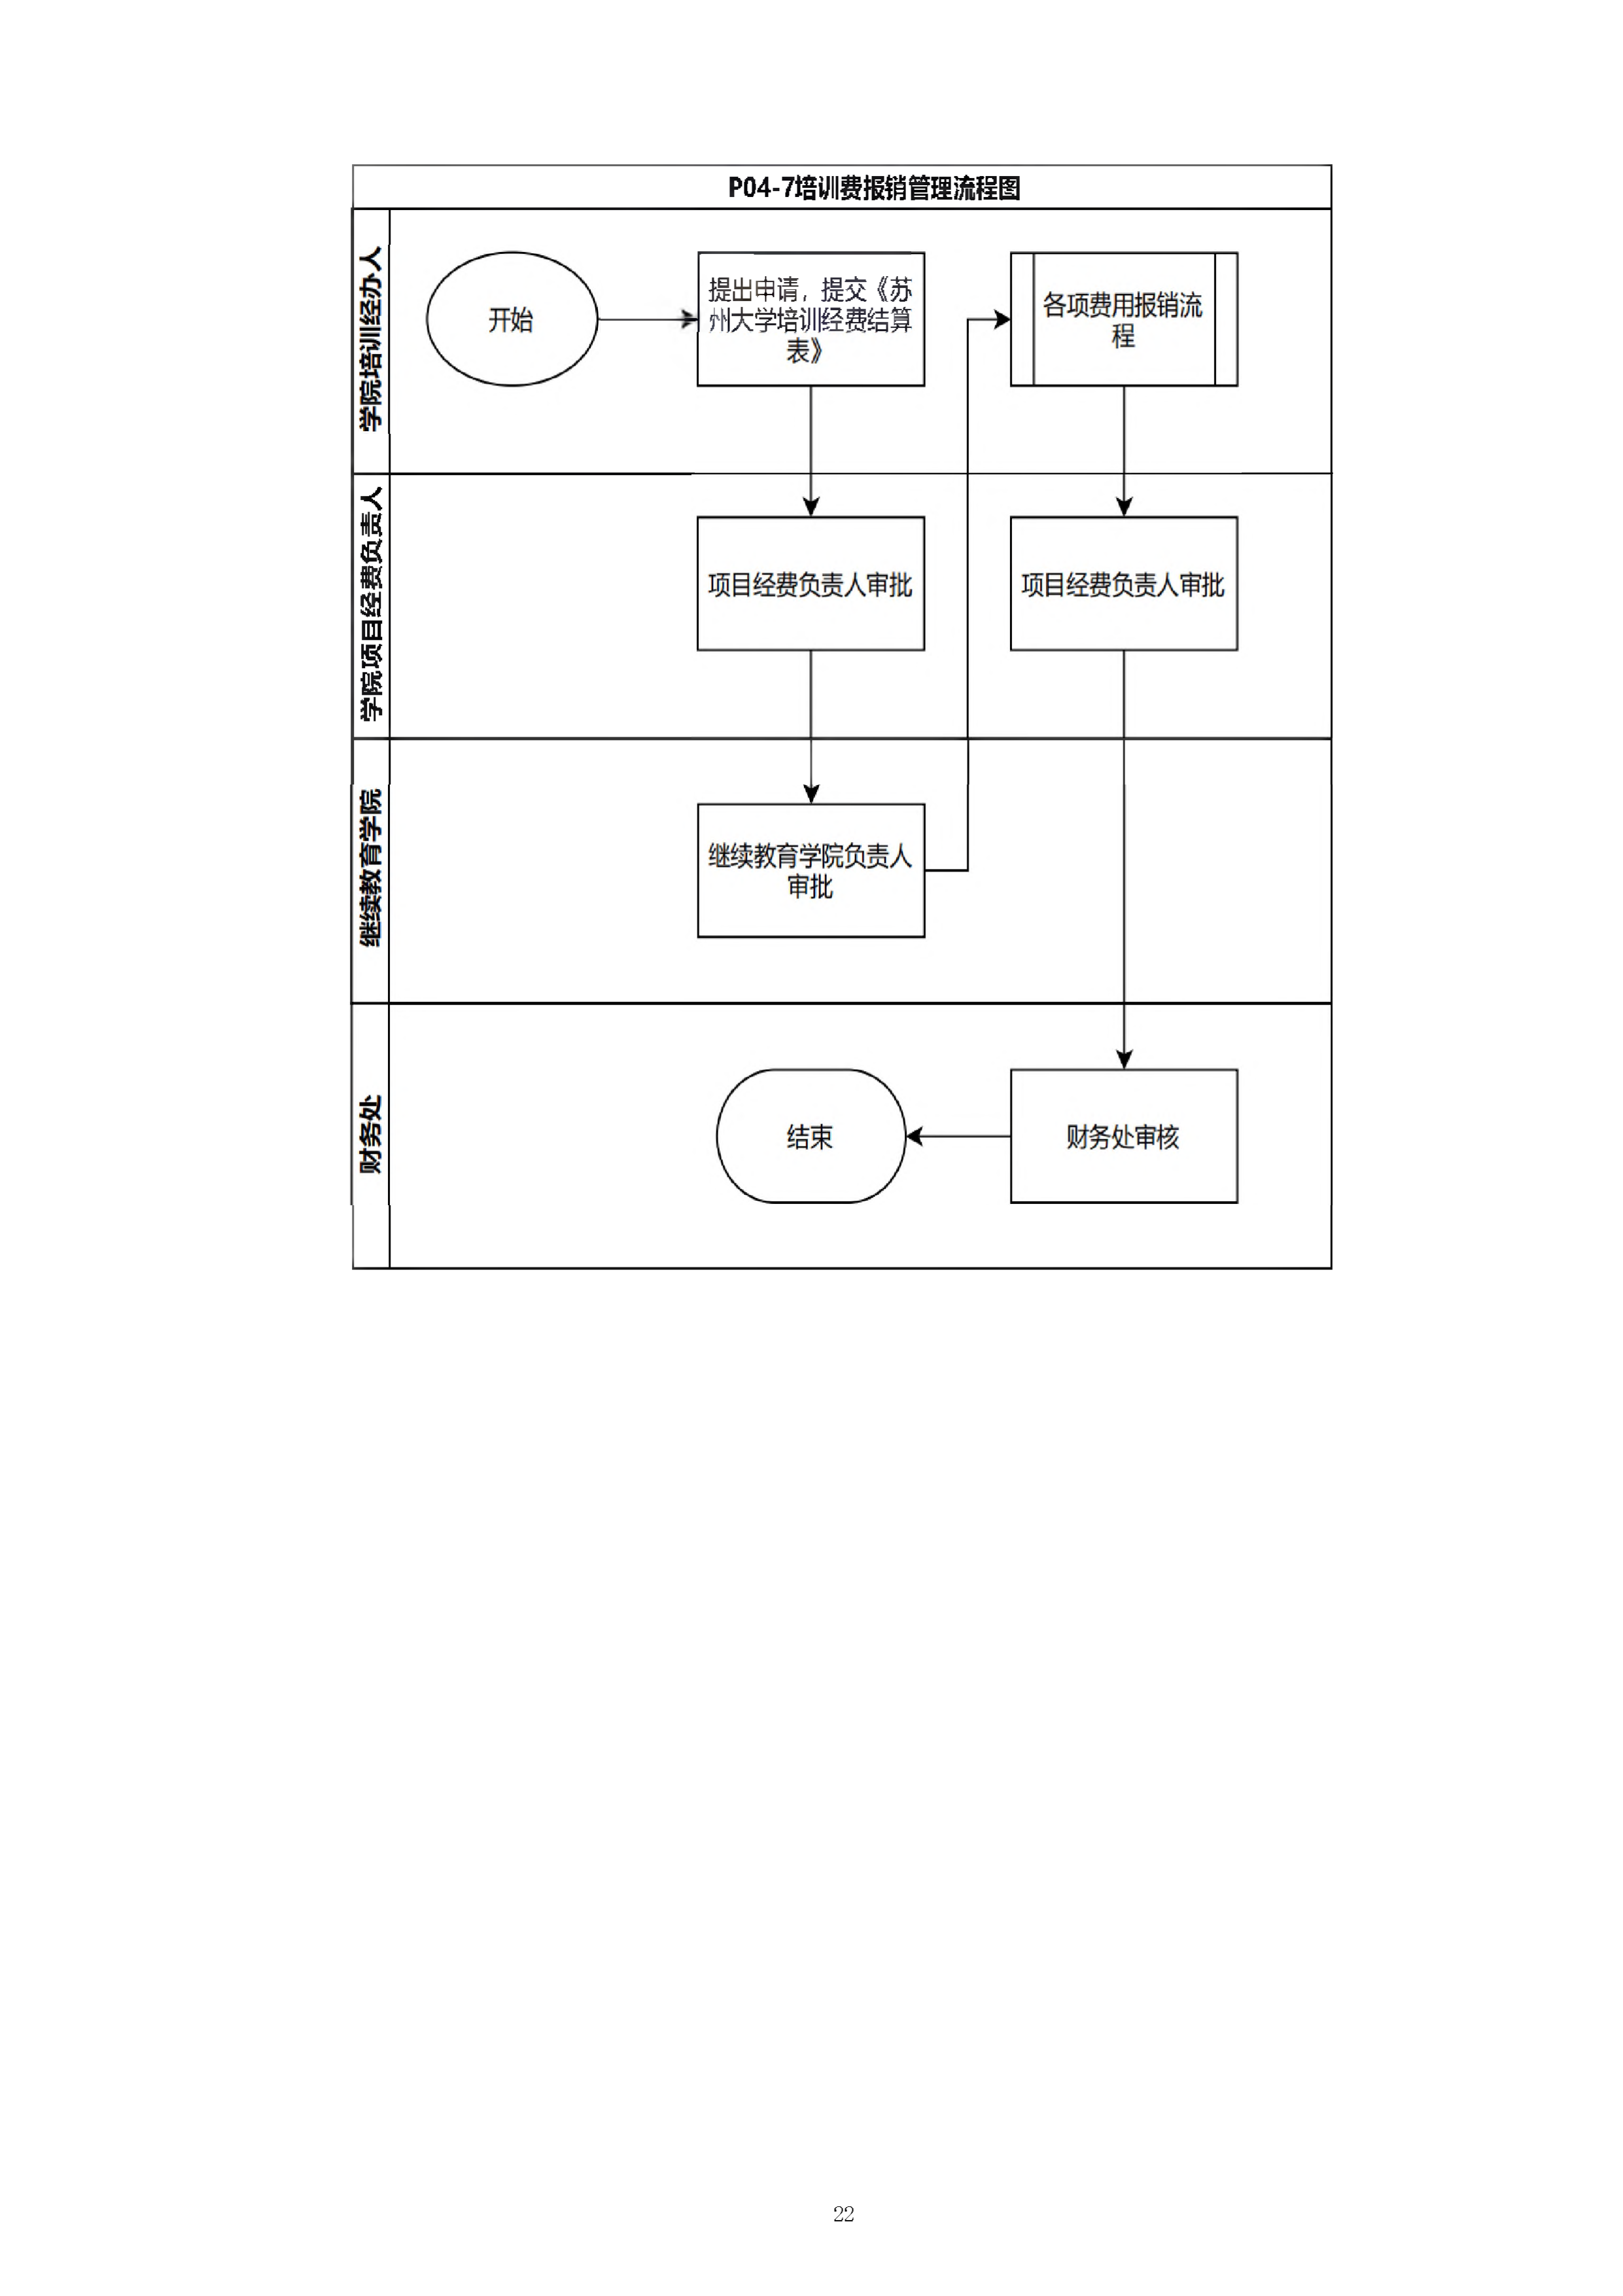 P04-7培训费报销管理流程图
学院培训经办人
开始
提出申请，提交《苏
州大学培训经费结算
表》
各项费用报销流
程
学院项目经费负责人
项目经费负责人审批
项目经费负责人审批
继续教育学院
继续教育学院负责人
审批
财务处
结束
财务处审核
22